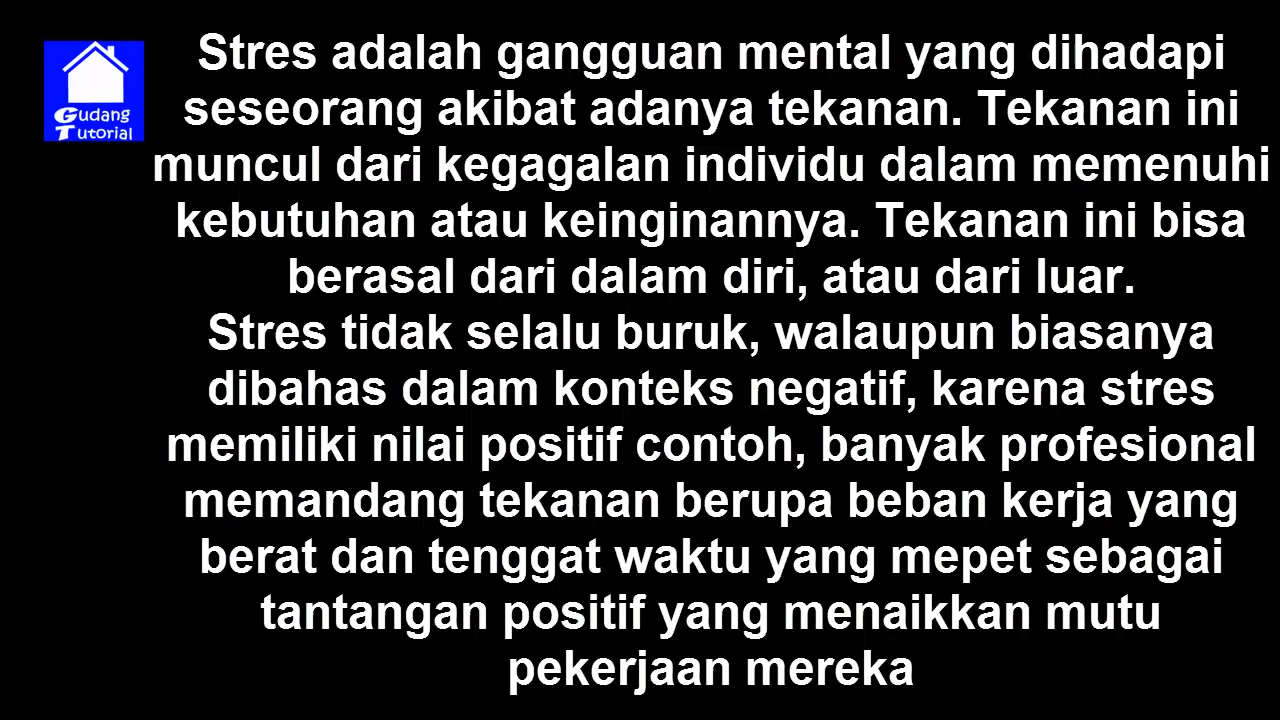 Gudang
Tutorial
Stres adalah gangguan mental yang dihadapi
seseorang akibat adanya tekanan. Tekanan ini
muncul dari kegagalan individu dalam memenuhi
kebutuhan atau keinginannya. Tekanan ini bisa
berasal dari dalam diri, atau dari luar.
Stres tidak selalu buruk, walaupun biasanya
dibahas dalam konteks negatif, karena stres
memiliki nilai positif contoh, banyak profesional
memandang tekanan berupa beban kerja yang
berat dan tenggat waktu yang mepet sebagai
tantangan positif yang menaikkan mutu
pekerjaan mereka